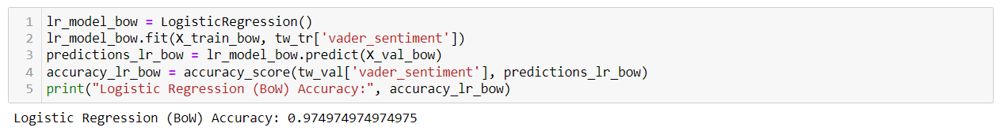 1 lr_model_bow = LogisticRegression()
2 lr_model_bow.fit(X_train_bow, tw_tr['vader_sentiment'])
3 predictions_lr_bow = lr_model_bow.predict(X_val_bow)
4 accuracy_lr_bow = accuracy_score(tw_val['vader_sentiment'], predictions_lr_bow)
5 print("Logistic Regression (BoW) Accuracy:", accuracy_lr_bow)
Logistic Regression (BoW) Accuracy: 0.974974974974975